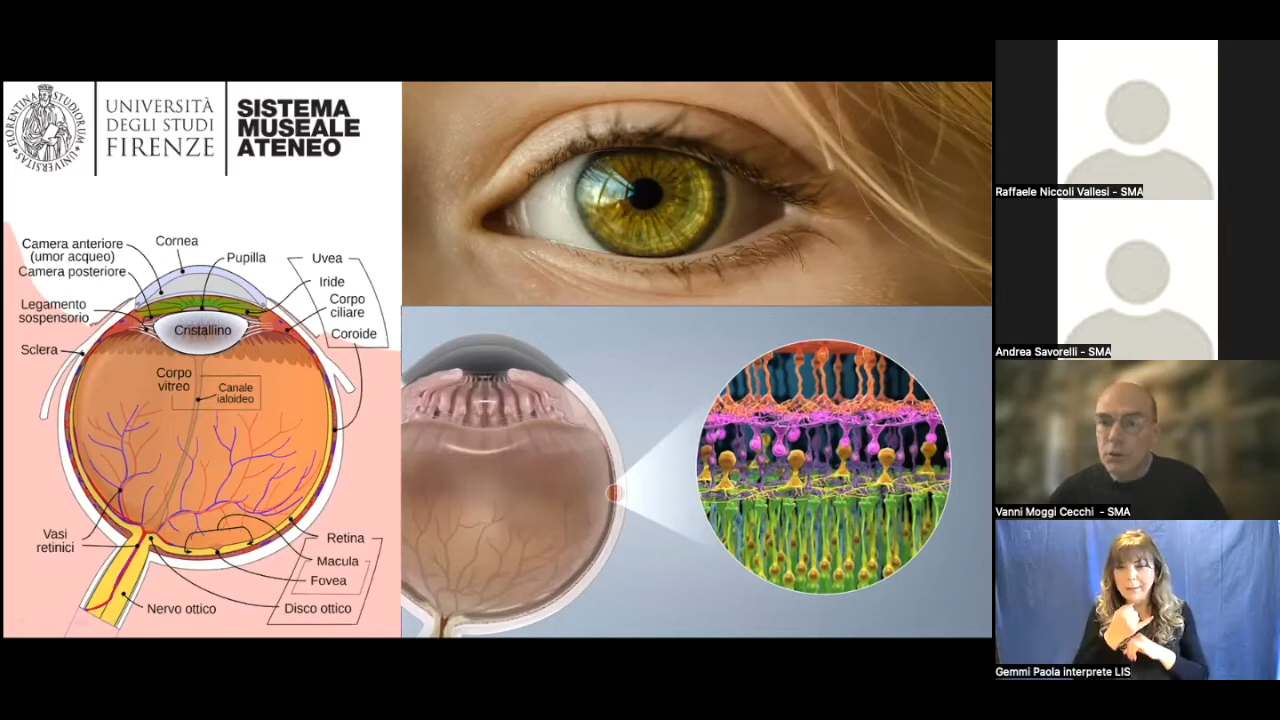 UNIVERSITÀ
DEGLI STUDI
FIRENZE
SISTEMA
MUSEALE
ATENEO
Camera anteriore
(umor acqueo)
Camera posteriore
Cornea
Pupilla
Uvea
Iride
Corpo
ciliare
Coroide
Legamento
sospensorio
Cristallino
Sclera
Corpo
vitreo
Canale
ialoideo
Vasi
retinici
Retina
Macula
Fovea
Nervo ottico
Disco ottico
Raffaele Niccoli Vallesi - SMA
Andrea Savorelli - SMA
Vanni Moggi Cecchi - SMA
Gemmi Paola interprete LIS